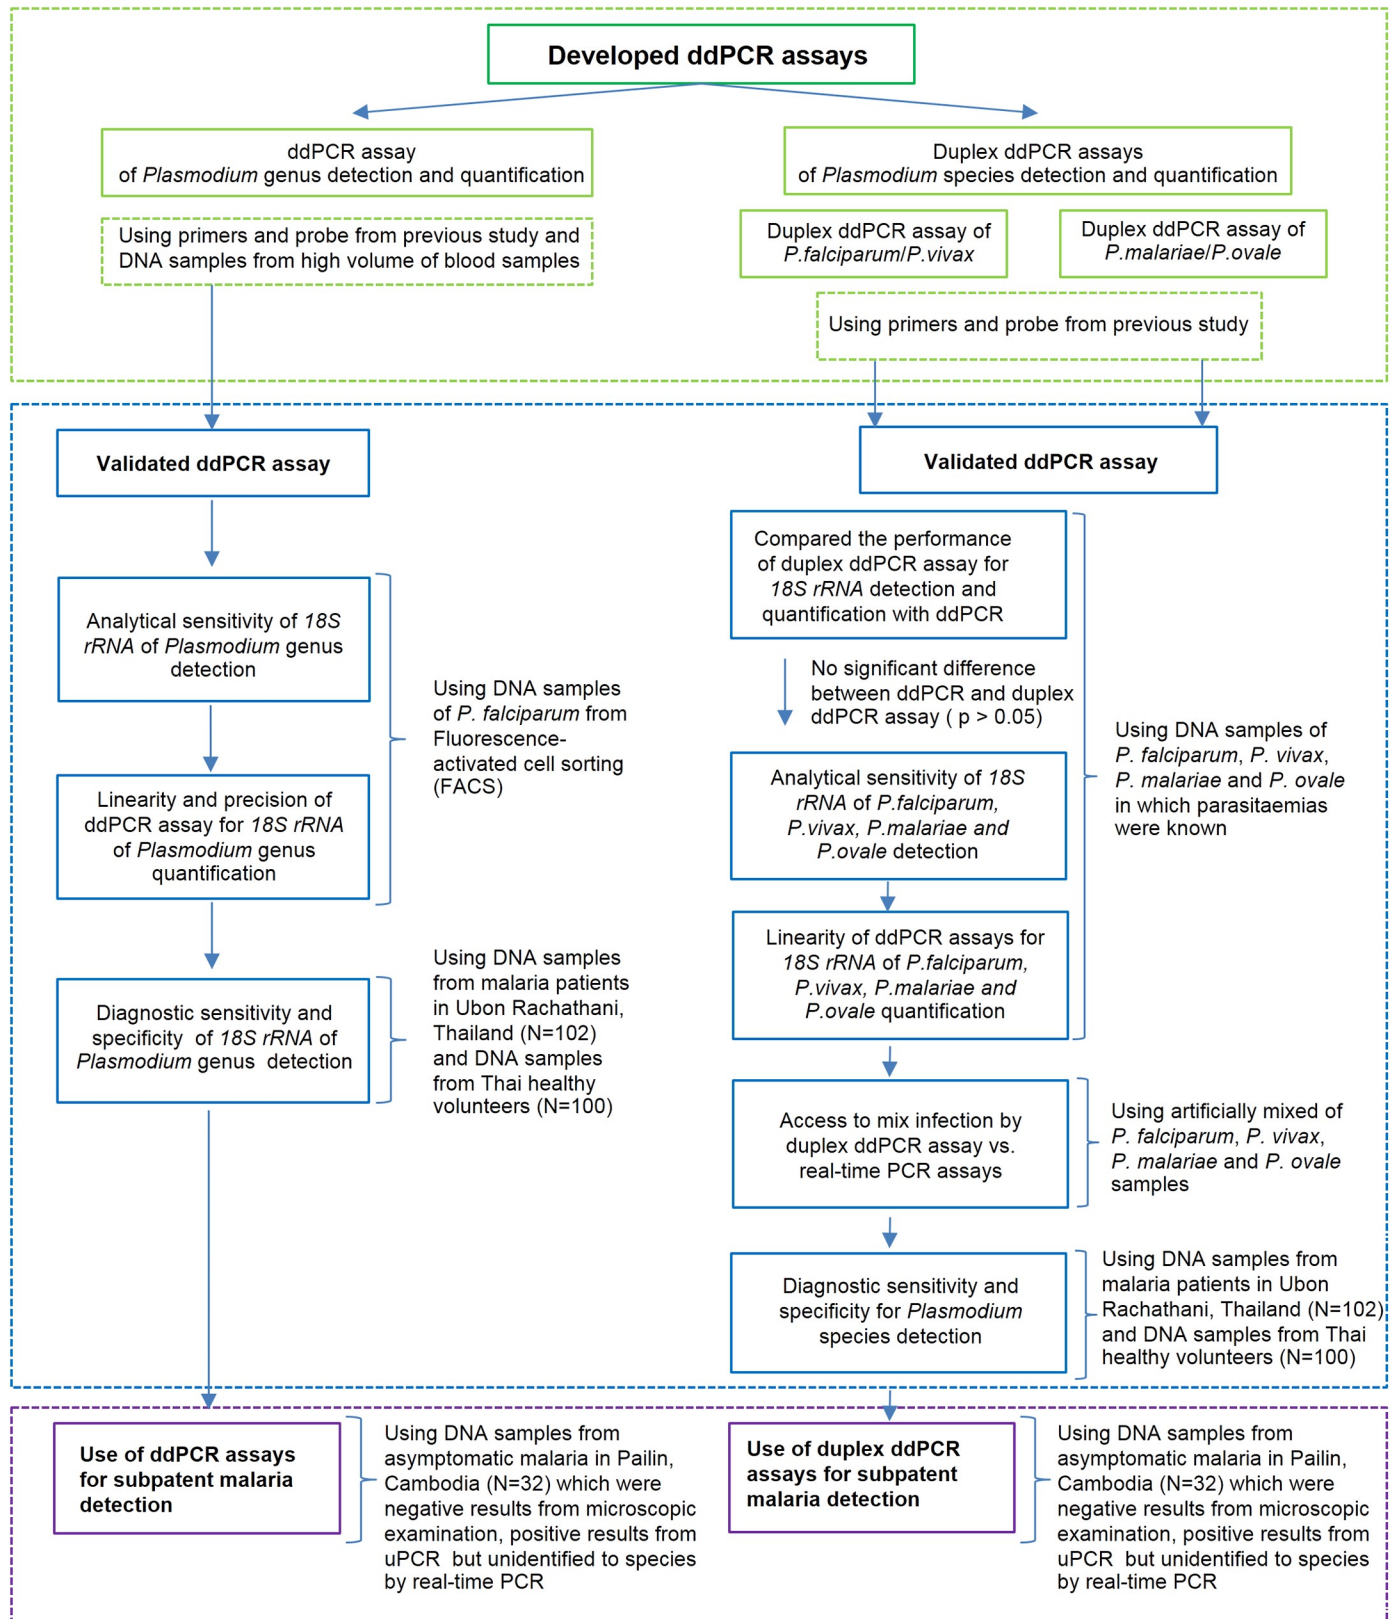 Developed ddPCR assays
ddPCR assay
of Plasmodium genus detection and quantification
Using primers and probe from previous study and
DNA samples from high volume of blood samples
Duplex ddPCR assays
of Plasmodium species detection and quantification
Duplex ddPCR assay of
P.falciparum/P.vivax
Duplex ddPCR assay of
P.malariae/P.ovale
Using primers and probe from previous study
Validated ddPCR assay
Analytical sensitivity of 18S
rRNA of Plasmodium genus
detection
Linearity and precision of
ddPCR assay for 18S rRNA
of Plasmodium genus
quantification
Using DNA samples
of P. falciparum from
Fluorescence-
activated cell sorting
(FACS)
Diagnostic sensitivity and
specificity of 18S rRNA of
Plasmodium genus detection
Using DNA samples
from malaria patients
in Ubon Rachathani,
Thailand (N=102)
and DNA samples
from Thai healthy
volunteers (N=100)
Validated ddPCR assay
Compared the performance
of duplex ddPCR assay for
18S rRNA detection and
quantification with ddPCR
No significant difference
between ddPCR and duplex
ddPCR assay ( p > 0.05)
Analytical sensitivity of 18S
rRNA of P.falciparum,
P.vivax, P.malariae and
P.ovale detection
Linearity of ddPCR assays for
18S rRNA of P.falciparum,
P.vivax, P.malariae and
P.ovale quantification
Using DNA samples of
P. falciparum, P. vivax,
P. malariae and P. ovale
in which parasitaemias
were known
Access to mix infection by
duplex ddPCR assay vs.
real-time PCR assays
Using artificially mixed of
P. falciparum, P. vivax,
P. malariae and P. ovale
samples
Diagnostic sensitivity and
specificity for Plasmodium
species detection
Using DNA samples from
malaria patients in Ubon
Rachathani, Thailand (N=102)
and DNA samples from Thai
healthy volunteers (N=100)
Use of ddPCR assays
for subpatent malaria
detection
Using DNA samples from
asymptomatic malaria in Pailin,
Cambodia (N=32) which were
negative results from microscopic
examination, positive results from
uPCR but unidentified to species
by real-time PCR
Use of duplex ddPCR
assays for subpatent
malaria detection
Using DNA samples from
asymptomatic malaria in Pailin,
Cambodia (N=32) which were
negative results from microscopic
examination, positive results from
uPCR but unidentified to species
by real-time PCR